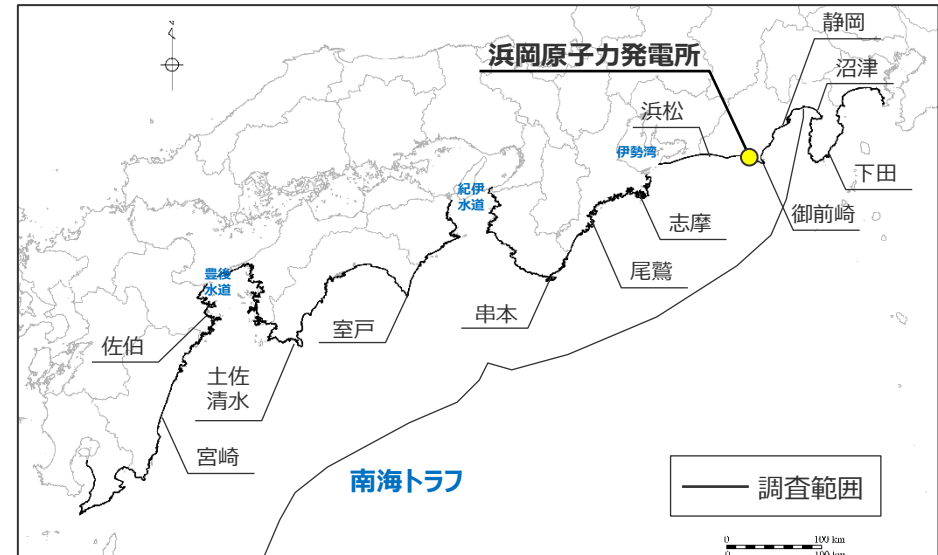 静岡
浜岡原子力発電所
沼津
浜松
伊勢湾
下田
紀伊
水道
志摩
御前崎
尾鷲
豊後
水道
串本
室戸
佐伯
土佐
清水
宮崎
南海トラフ
調査範囲
0 100 km
0 100 km